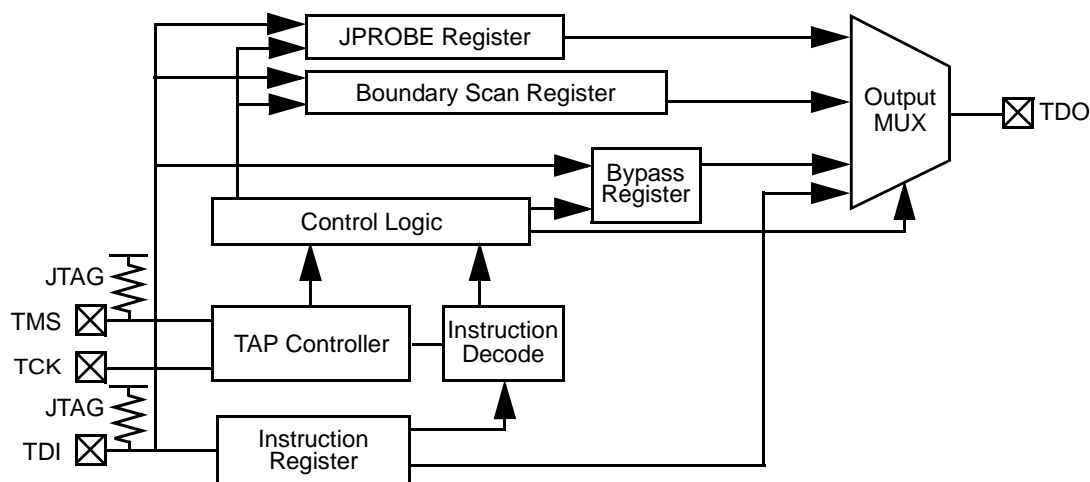 JPROBE Register
Boundary Scan Register
Output
MUX
TDO
Bypass
Register
Control Logic
JTAG
TMS
TAP Controller
Instruction
Decode
TCK
JTAG
TDI
Instruction
Register